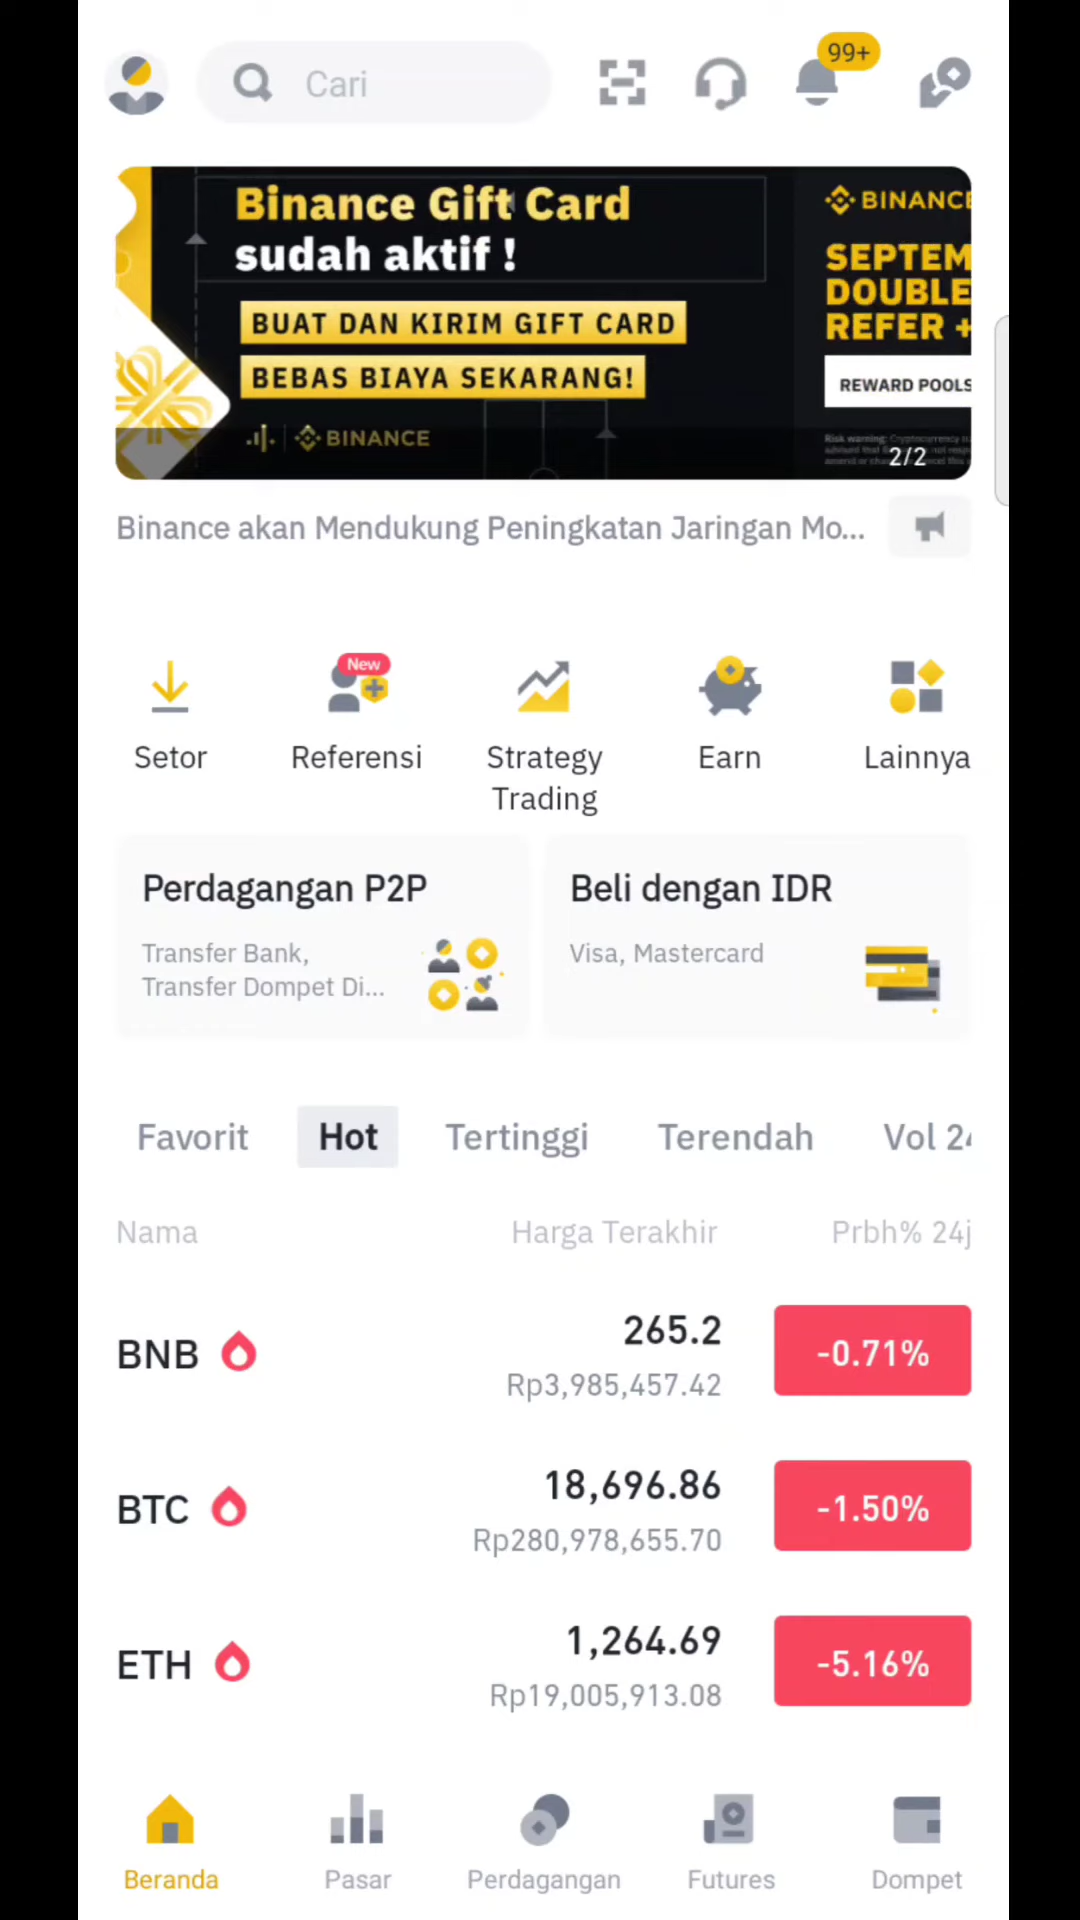 Cari
99+
Binance Gift Card
sudah aktif !
BUAT DAN KIRIM GIFT CARD
BEBAS BIAYA SEKARANG!
BINANCE
BINANCE
SEPTEM
DOUBLE
REFER +
REWARD POOLS
Risk warning: Cryptocurrency
2/2
Binance akan Mendukung Peningkatan Jaringan Mo...
New
Setor
Referensi
Strategy
Trading
Earn
Lainnya
Perdagangan P2P
Transfer Bank,
Transfer Dompet Di...
Beli dengan IDR
Visa, Mastercard
Favorit Hot Tertinggi Terendah Vol 24
Nama Harga Terakhir Prbh% 24j
BNB 265.2 -0.71%
Rp3,985,457.42
BTC 18,696.86 -1.50%
Rp280,978,655.70
ETH 1,264.69 -5.16%
Rp19,005,913.08
Beranda Pasar Perdagangan Futures Dompet